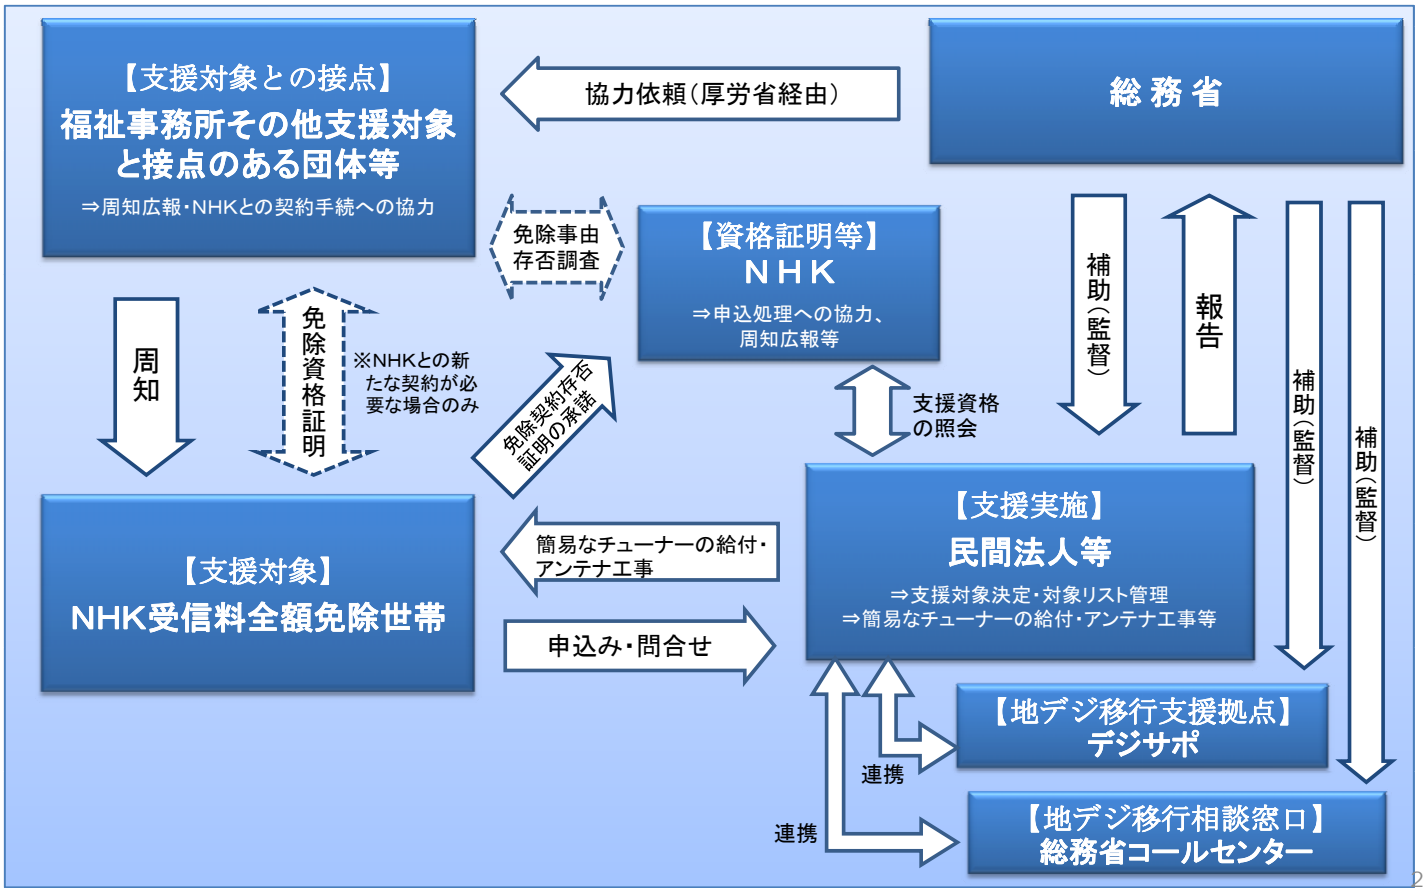 【支援対象との接点】
福祉事務所その他支援対象
と接点のある団体等
⇒周知広報・NHKとの契約手続への協力
協力依頼（厚労省経由）
総務省
免除事由
存否調査
【資格証明等】
ＮＨＫ
⇒申込処理への協力、
周知広報等
補助（監督）
報告
補助（監督）
補助（監督）
周知
免除資格証明
※NHKとの新
たな契約が必
要な場合のみ
免除契約存否
証明の承諾
支援資格
の照会
【支援対象】
NHK受信料全額免除世帯
簡易なチューナーの給付・
アンテナ工事
申込み・問合せ
【支援実施】
民間法人等
⇒支援対象決定・対象リスト管理
⇒簡易なチューナーの給付・アンテナ工事等
連携
【地デジ移行支援拠点】
デジサポ
連携
【地デジ移行相談窓口】
総務省コールセンター
2